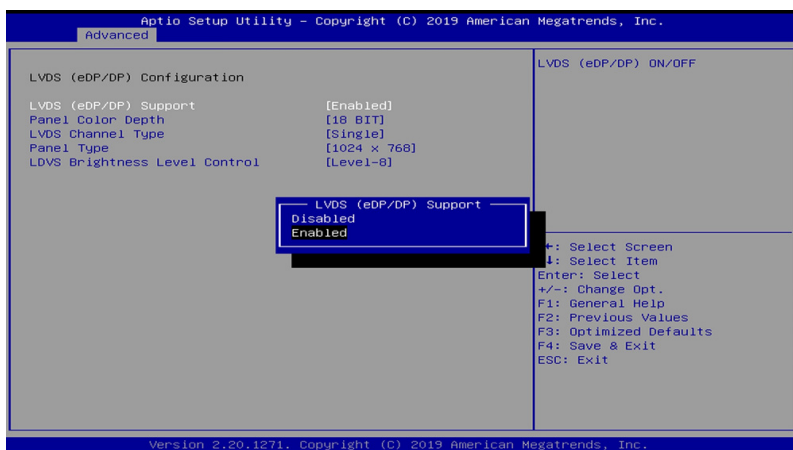 Aptio Setup Utility – Copyright (C) 2019 American Megatrends, Inc.
Advanced
LVDS (eDP/DP) Configuration
LVDS (eDP/DP) Support [Enabled]
Panel Color Depth [18 BIT]
LVDS Channel Type [Single]
Panel Type [1024 x 768]
LDVS Brightness Level Control [Level-8]
LVDS (eDP/DP) Support
Disabled
Enabled
LVDS (eDP/DP) ON/OFF
←: Select Screen
↓: Select Item
Enter: Select
+/-: Change Opt.
F1: General Help
F2: Previous Values
F3: Optimized Defaults
F4: Save & Exit
ESC: Exit
Version 2.20.1271. Copyright (C) 2019 American Megatrends, Inc.